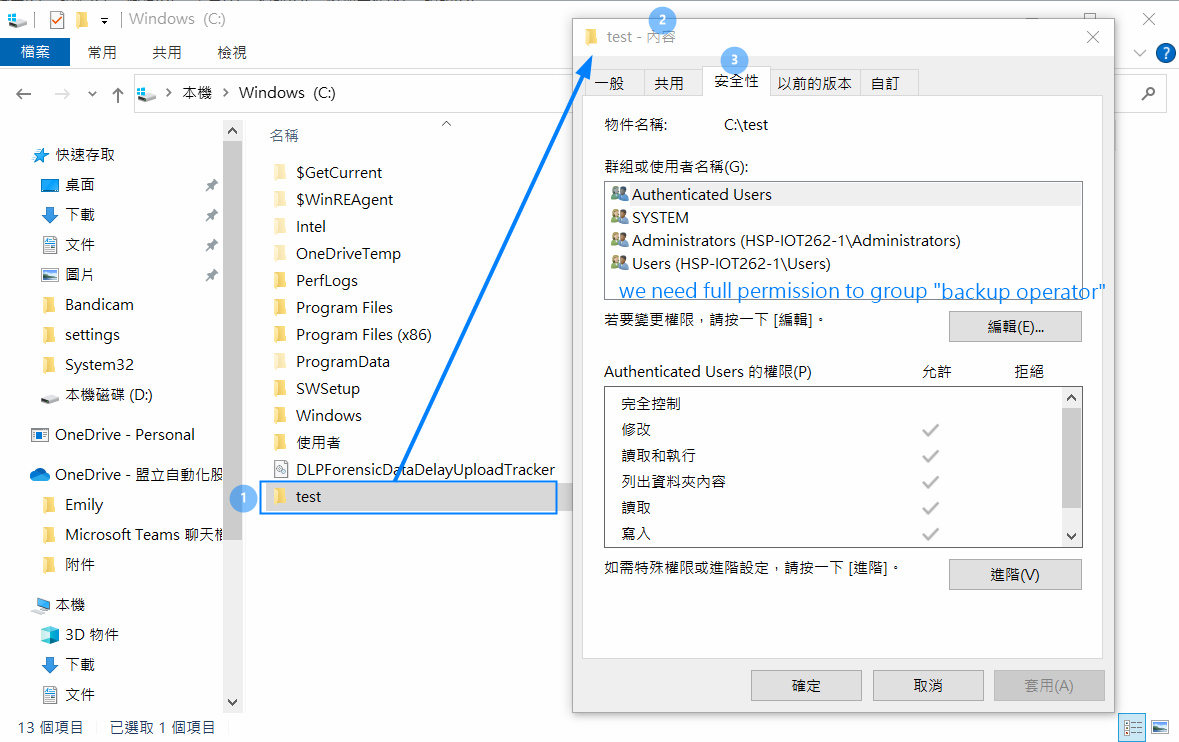 Windows (C:)
檔案
常用
共用
檢視
本機
Windows (C:)
快速存取
桌面
下載
文件
圖片
Bandicam
settings
System32
本機磁碟 (D:)
OneDrive - Personal
OneDrive - 盟立自動化股
Emily
Microsoft Teams 聊天檔
附件
本機
3D 物件
下載
文件
13 個項目
已選取 1 個項目
名稱
$GetCurrent
$WinREAgent
Intel
OneDriveTemp
PerfLogs
Program Files
Program Files (x86)
ProgramData
SWSetup
Windows
使用者
DLPForensicDataDelayUploadTracker
1
test
2
test - 內容
3
一般
共用
安全性
以前的版本
自訂
物件名稱:
C:\test
群組或使用者名稱(G):
Authenticated Users
SYSTEM
Administrators (HSP-IOT262-1\Administrators)
Users (HSP-IOT262-1\Users)
we need full permission to group "backup operator"
若要變更權限，請按一下 [編輯]。
編輯(E)...
Authenticated Users 的權限(P)
允許
拒絕
完全控制
修改
讀取和執行
列出資料夾內容
讀取
寫入
如需特殊權限或進階設定，請按一下 [進階]。
進階(V)
確定
取消
套用(A)
?